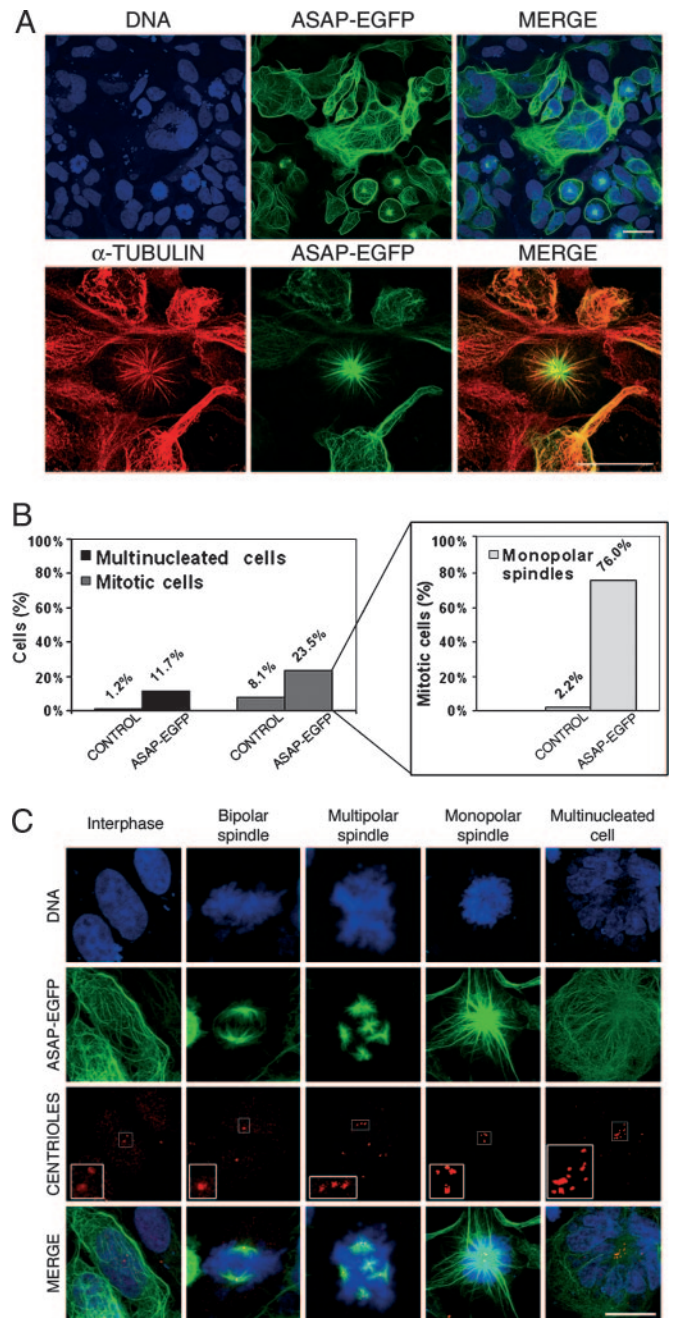 A
DNA ASAP-EGFP MERGE
α-TUBULIN ASAP-EGFP MERGE
B
100%
80%
60%
40%
20%
0%
Cells (%)
Multinucleated cells
Mitotic cells
1.2%
11.7%
8.1%
23.5%
CONTROL
ASAP-EGFP
CONTROL
ASAP-EGFP
100%
80%
60%
40%
20%
0%
Mitotic cells (%)
Monopolar
spindles
2.2%
76.0%
CONTROL
ASAP-EGFP
C
Interphase
Bipolar
spindle
Multipolar
spindle
Monopolar
spindle
Multinucleated
cell
DNA
ASAP-EGFP
CENTRIOLES
MERGE